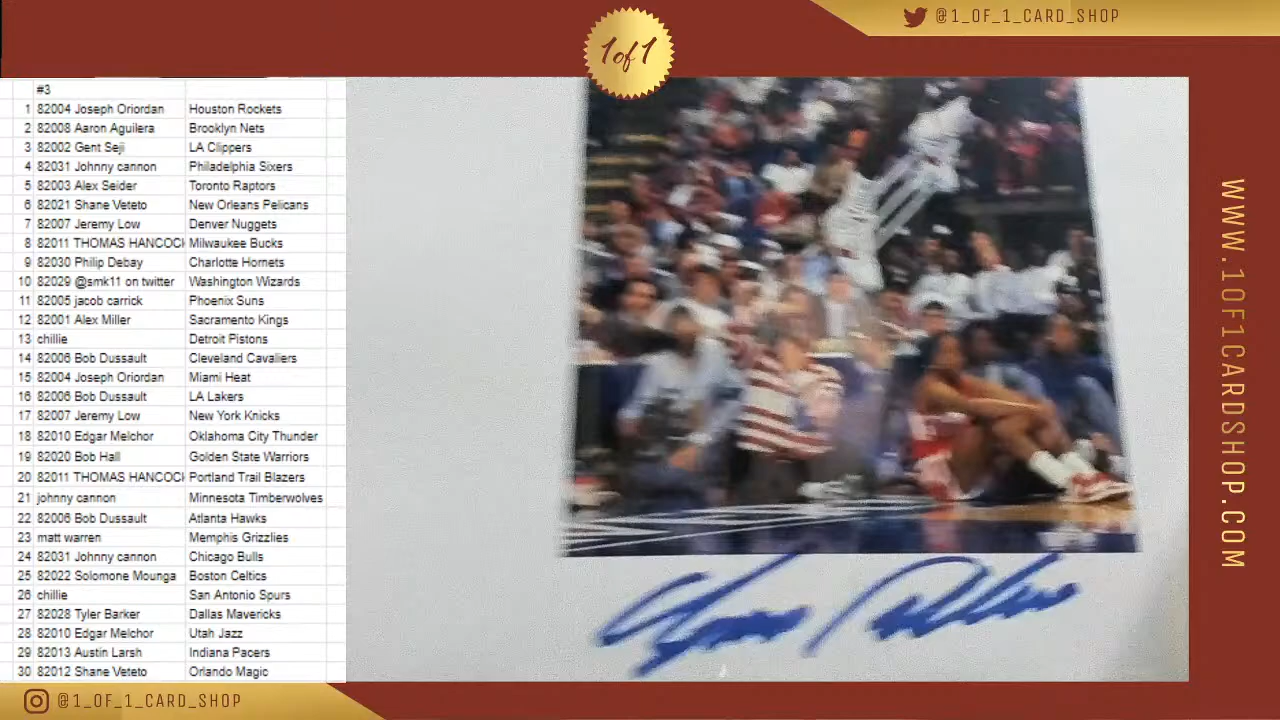 @1_OF_1_CARD_SHOP
1of1
#3
1 82004 Joseph Oriordan Houston Rockets
2 82008 Aaron Aguilera Brooklyn Nets
3 82002 Gent Seji LA Clippers
4 82031 Johnny cannon Philadelphia Sixers
5 82003 Alex Seider Toronto Raptors
6 82021 Shane Veteto New Orleans Pelicans
7 82007 Jeremy Low Denver Nuggets
8 82011 THOMAS HANCOCK Milwaukee Bucks
9 82030 Philip Debay Charlotte Hornets
10 82029 @smk11 on twitter Washington Wizards
11 82005 jacob carrick Phoenix Suns
12 82001 Alex Miller Sacramento Kings
13 chillie Detroit Pistons
14 82006 Bob Dussault Cleveland Cavaliers
15 82004 Joseph Oriordan Miami Heat
16 82006 Bob Dussault LA Lakers
17 82007 Jeremy Low New York Knicks
18 82010 Edgar Melchor Oklahoma City Thunder
19 82020 Bob Hall Golden State Warriors
20 82011 THOMAS HANCOCK Portland Trail Blazers
21 johnny cannon Minnesota Timberwolves
22 82006 Bob Dussault Atlanta Hawks
23 matt warren Memphis Grizzlies
24 82031 Johnny cannon Chicago Bulls
25 82022 Solomone Mounga Boston Celtics
26 chillie San Antonio Spurs
27 82028 Tyler Barker Dallas Mavericks
28 82010 Edgar Melchor Utah Jazz
29 82013 Austin Larsh Indiana Pacers
30 82012 Shane Veteto Orlando Magic
WWW.1OF1CARDSHOP.COM
@1_OF_1_CARD_SHOP